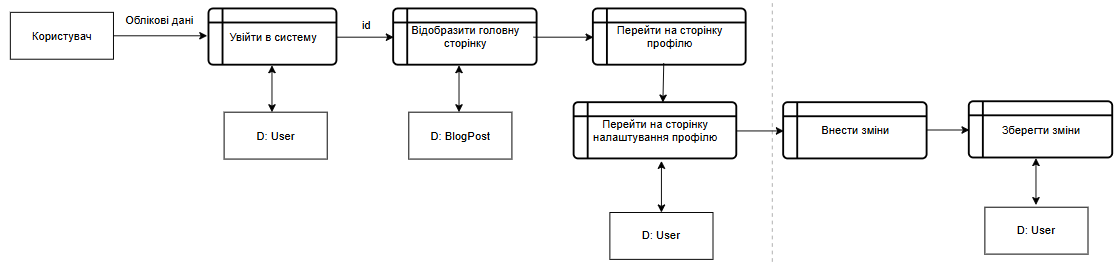 Облікові дані
Користувач
Увійти в систему
id
Відобразити головну
сторінку
Перейти на сторінку
профілю
D: User
D: BlogPost
Перейти на сторінку
налаштування профілю
Внести зміни
Зберегти зміни
D: User
D: User